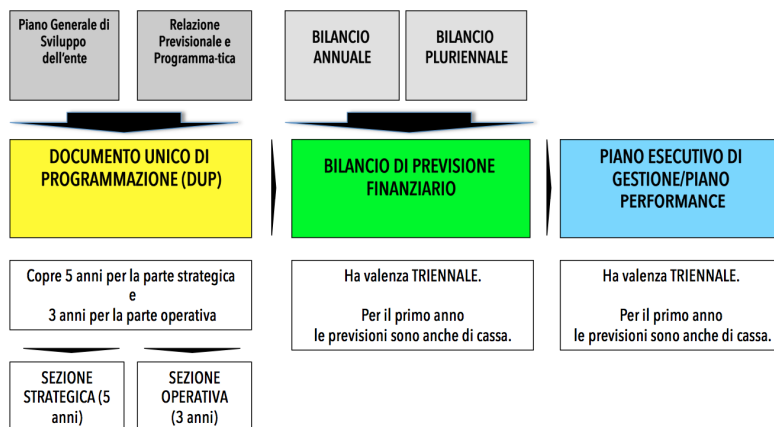 Piano Generale di
Sviluppo
dell'ente
Relazione
Previsionale e
Programma-tica
BILANCIO
ANNUALE
BILANCIO
PLURIENNALE
DOCUMENTO UNICO DI
PROGRAMMAZIONE (DUP)
BILANCIO DI PREVISIONE
FINANZIARIO
PIANO ESECUTIVO DI
GESTIONE/PIANO
PERFORMANCE
Copre 5 anni per la parte strategica
e
3 anni per la parte operativa
Ha valenza TRIENNALE.
Per il primo anno
le previsioni sono anche di cassa.
Ha valenza TRIENNALE.
Per il primo anno
le previsioni sono anche di cassa.
SEZIONE
STRATEGICA (5
anni)
SEZIONE
OPERATIVA
(3 anni)